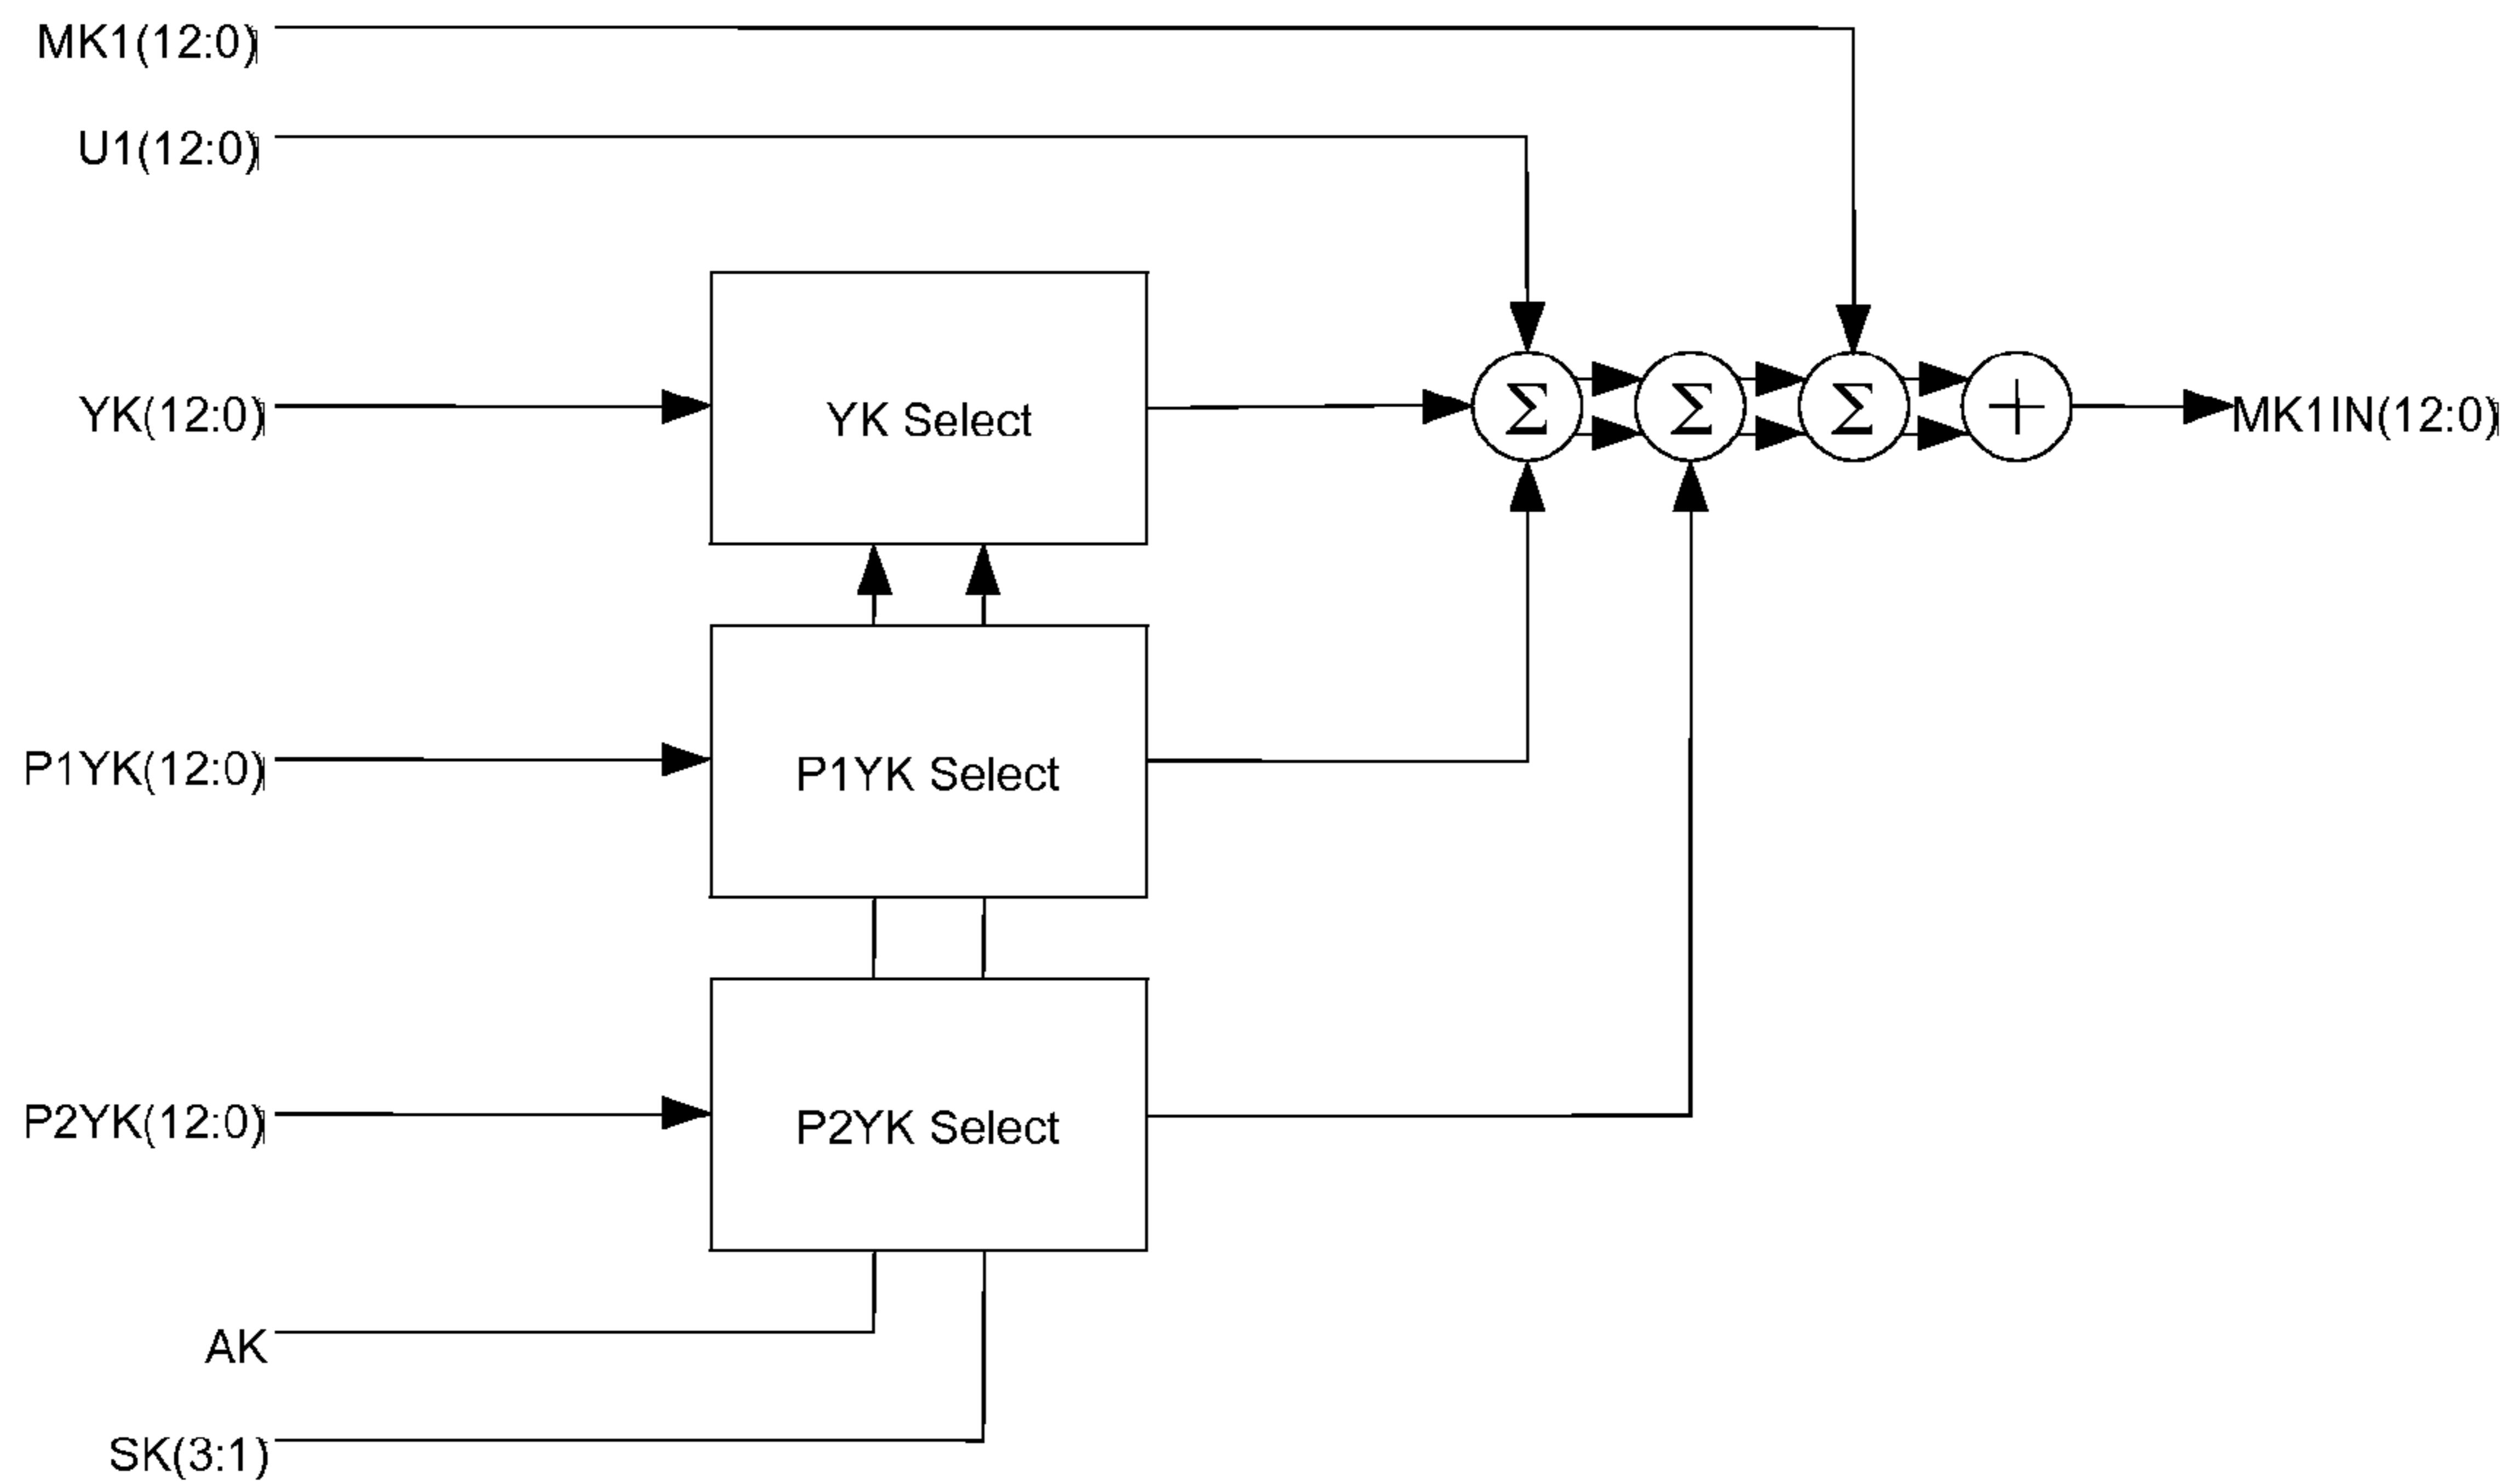 MK1(12:0)
U1(12:0)
YK(12:0)
YK Select
Σ Σ Σ +
MK1IN(12:0)
P1YK(12:0)
P1YK Select
P2YK(12:0)
P2YK Select
AK
SK(3:1)